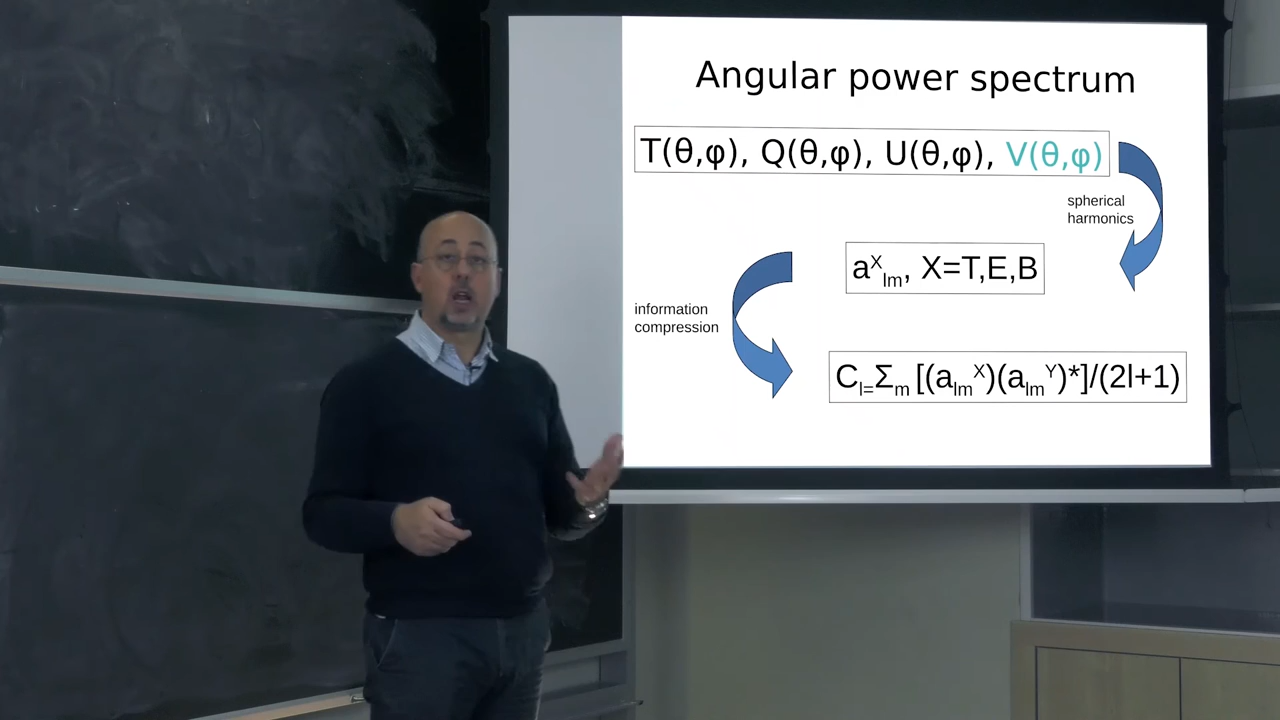 Angular power spectrum
T(θ,φ), Q(θ,φ), U(θ,φ), V(θ,φ)
spherical
harmonics
aˣₗₘ, X=T,E,B
information
compression
Cₗ₌Σₘ[(aₗₘˣ)(aₗₘʸ)*]/(2l+1)